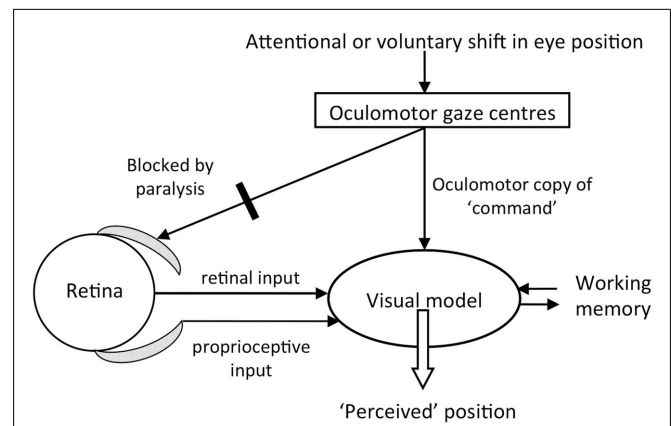 Attentional or voluntary shift in eye position
Oculomotor gaze centres
Blocked by
paralysis
Oculomotor copy of
‘command’
Retina
retinal input
Visual model
Working
memory
proprioceptive
input
‘Perceived’ position